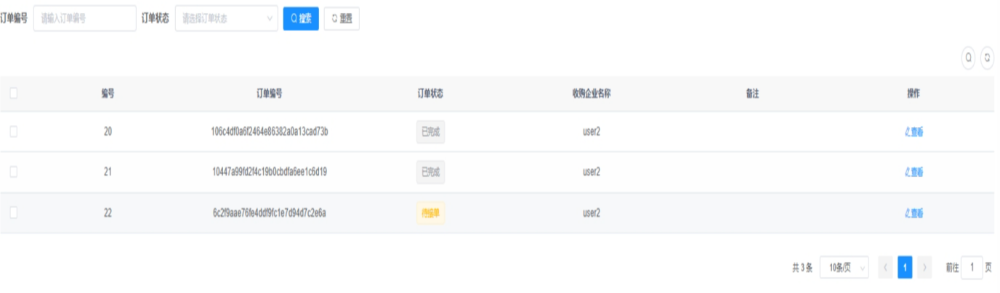 订单编号 请输入订单编号 订单状态 请选择订单状态 搜索 重置
编号 订单编号 订单状态 收购企业名称 备注 操作
20 106c4df0a6f2464e86382a0a13cad73b 已完成 user2 查看
21 10447a99fd2f4c19b0cbdfa6ee1c6d19 已完成 user2 查看
22 6c2f9aae76fe4ddf9fc1e7d94d7c2e6a 待接单 user2 查看
共 3 条 10条/页 1 前往 1 页